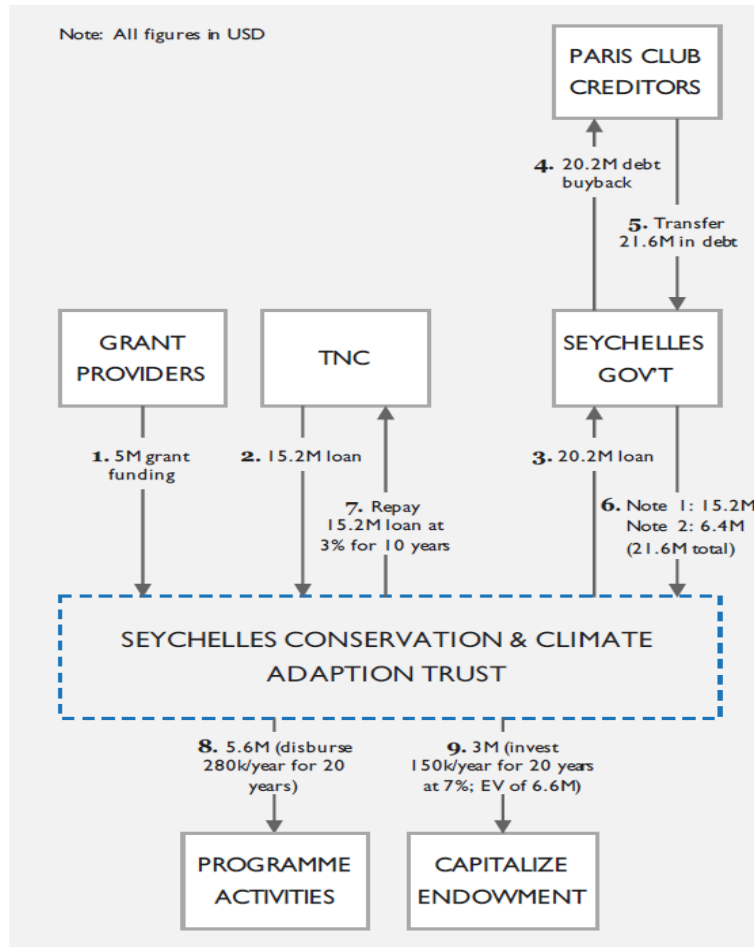 Note: All figures in USD
PARIS CLUB
CREDITORS
4. 20.2M debt
buyback
5. Transfer
21.6M in debt
GRANT
PROVIDERS
TNC
SEYCHELLES
GOV'T
1. 5M grant
funding
2. 15.2M loan
7. Repay
15.2M loan at
3% for 10 years
3. 20.2M loan
6. Note 1: 15.2M
Note 2: 6.4M
(21.6M total)
SEYCHELLES CONSERVATION & CLIMATE
ADAPTION TRUST
8. 5.6M (disburse
280k/year for 20
years)
9. 3M (invest
150k/year for 20 years
at 7%; EV of 6.6M)
PROGRAMME
ACTIVITIES
CAPITALIZE
ENDOWMENT